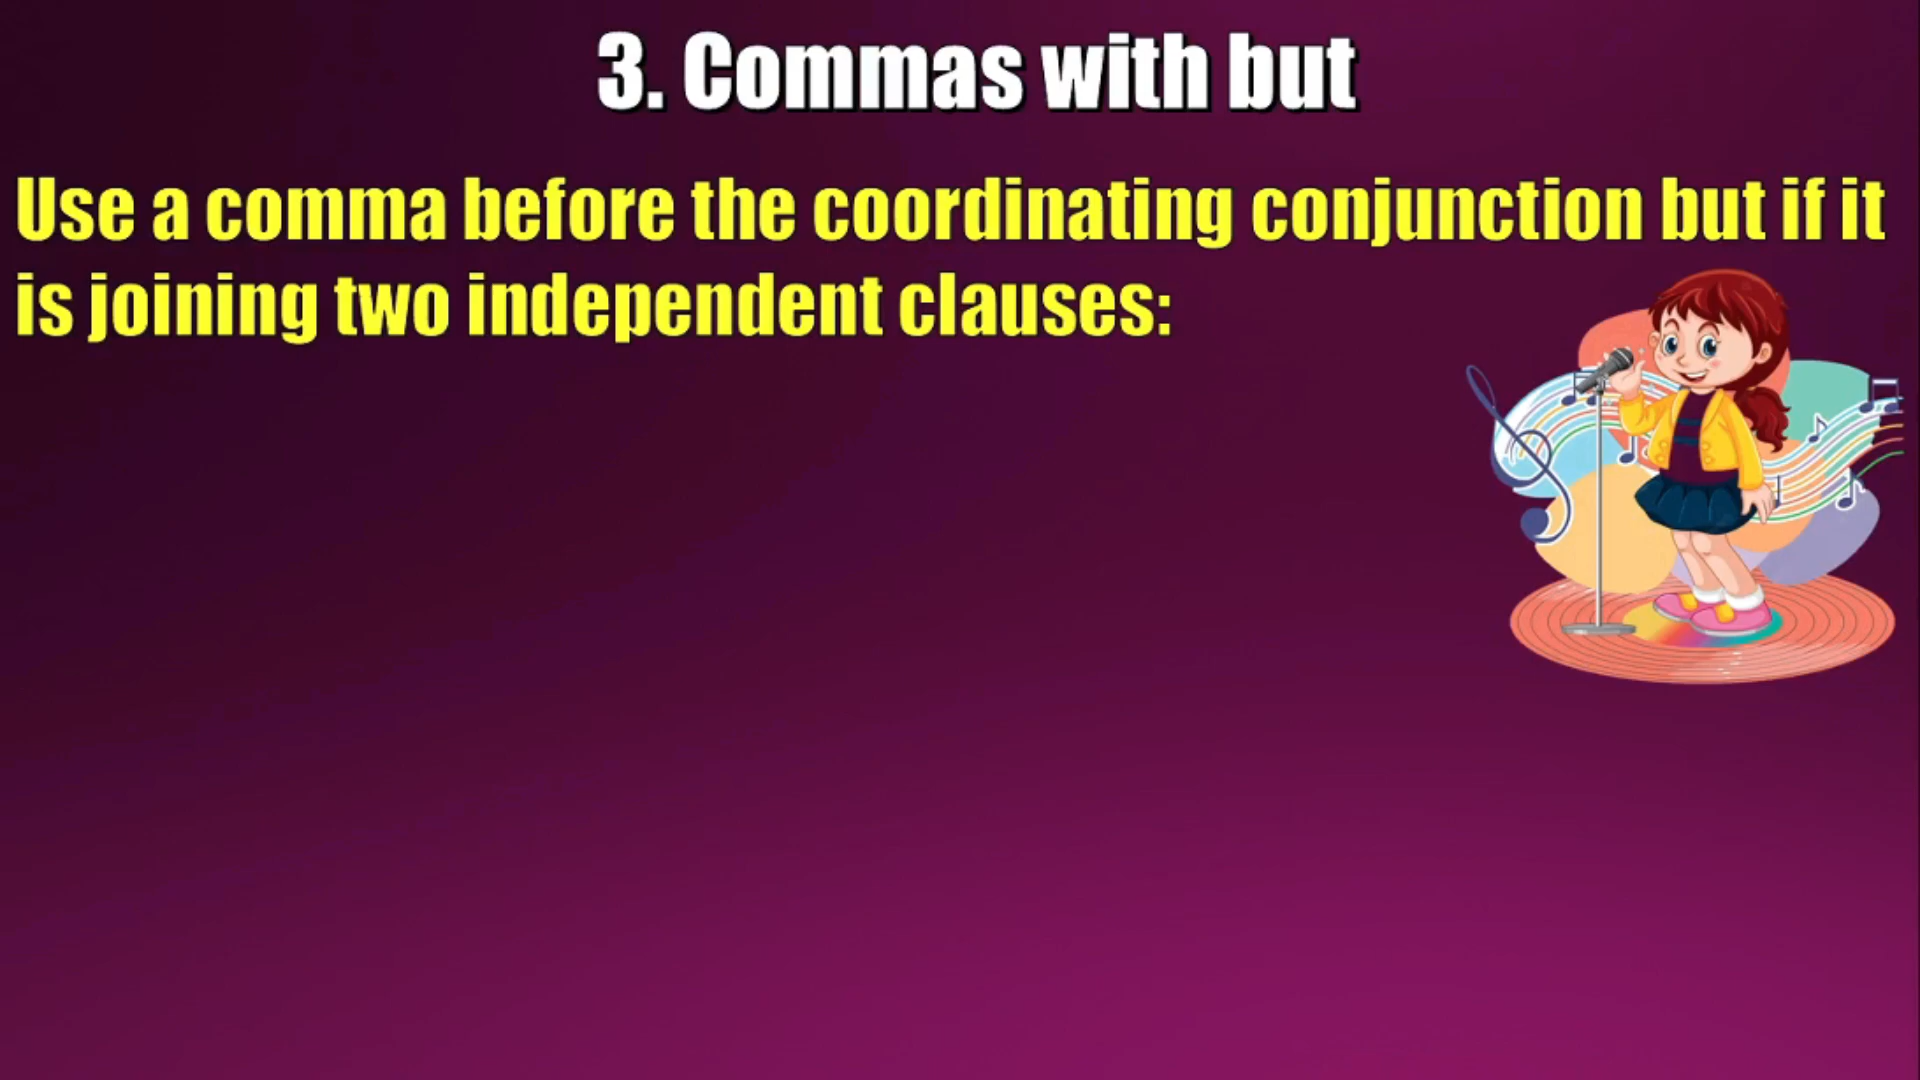 3. Commas with but
Use a comma before the coordinating conjunction but if it
is joining two independent clauses: